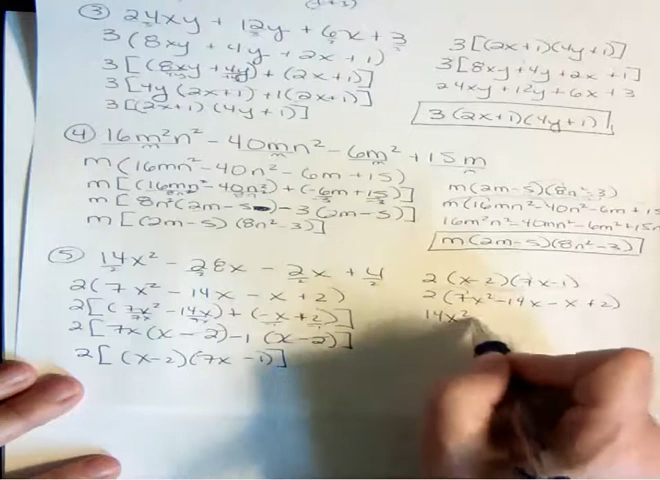 ③ 24xy + 12y + 6x + 3
3(8xy + 4y + 2x + 1)
3[(8xy + 4y) + (2x+1)]
3[4y(2x+1) + 1(2x+1)]
3[(2x+1)(4y+1)]
3[(2x+1)(4y+1)]
3[8xy+4y+2x+1]
24xy+12y+6x+3
3(2x+1)(4y+1)
④ 16m²n² - 40mn² - 6m² + 15m
m(16mn² - 40n² - 6m + 15)
m[(16mn² - 40n²) + (-6m + 15)]
m[8n²(2m-5) - 3(2m-5)]
m[(2m-5)(8n²-3)]
m(2m-5)(8n²-3)
m(16mn²-40n²-6m+15
16m²n²-40mn²-6m²+15m
m(2m-5)(8n²-3)
⑤ 14x² - 28x - 2x + 4
2(7x² - 14x - x + 2)
2[(7x² - 14x) + (-x + 2)]
2[7x(x-2) - 1(x-2)]
2[(x-2)(7x-1)]
2(x-2)(7x-1)
2(7x²-14x-x+2)
14x²